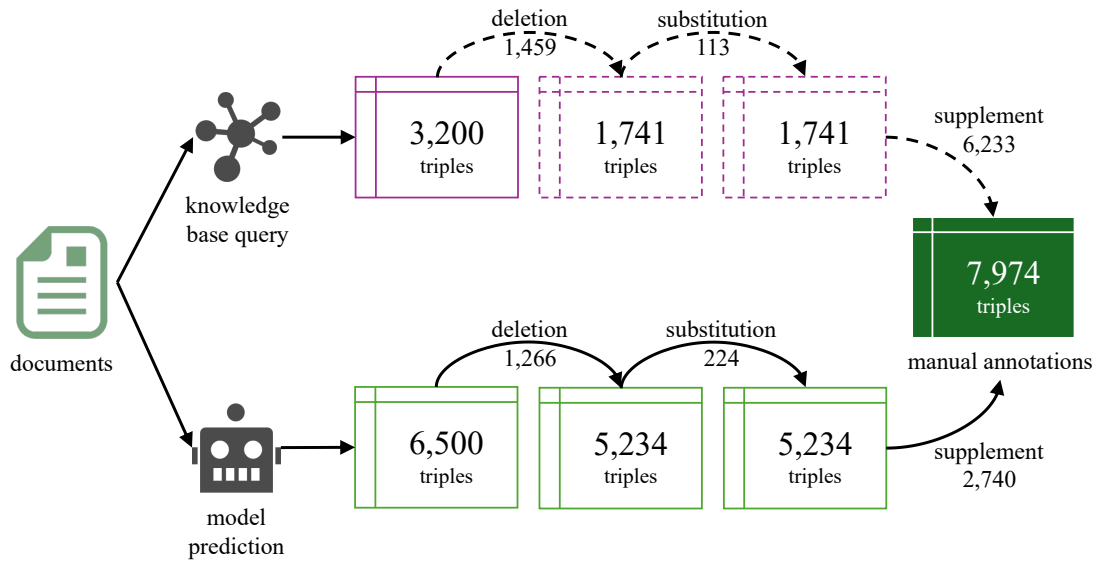 deletion
1,459
substitution
113
3,200
triples
1,741
triples
1,741
triples
supplement
6,233
knowledge
base query
documents
7,974
triples
manual annotations
deletion
1,266
substitution
224
6,500
triples
5,234
triples
5,234
triples
supplement
2,740
model
prediction